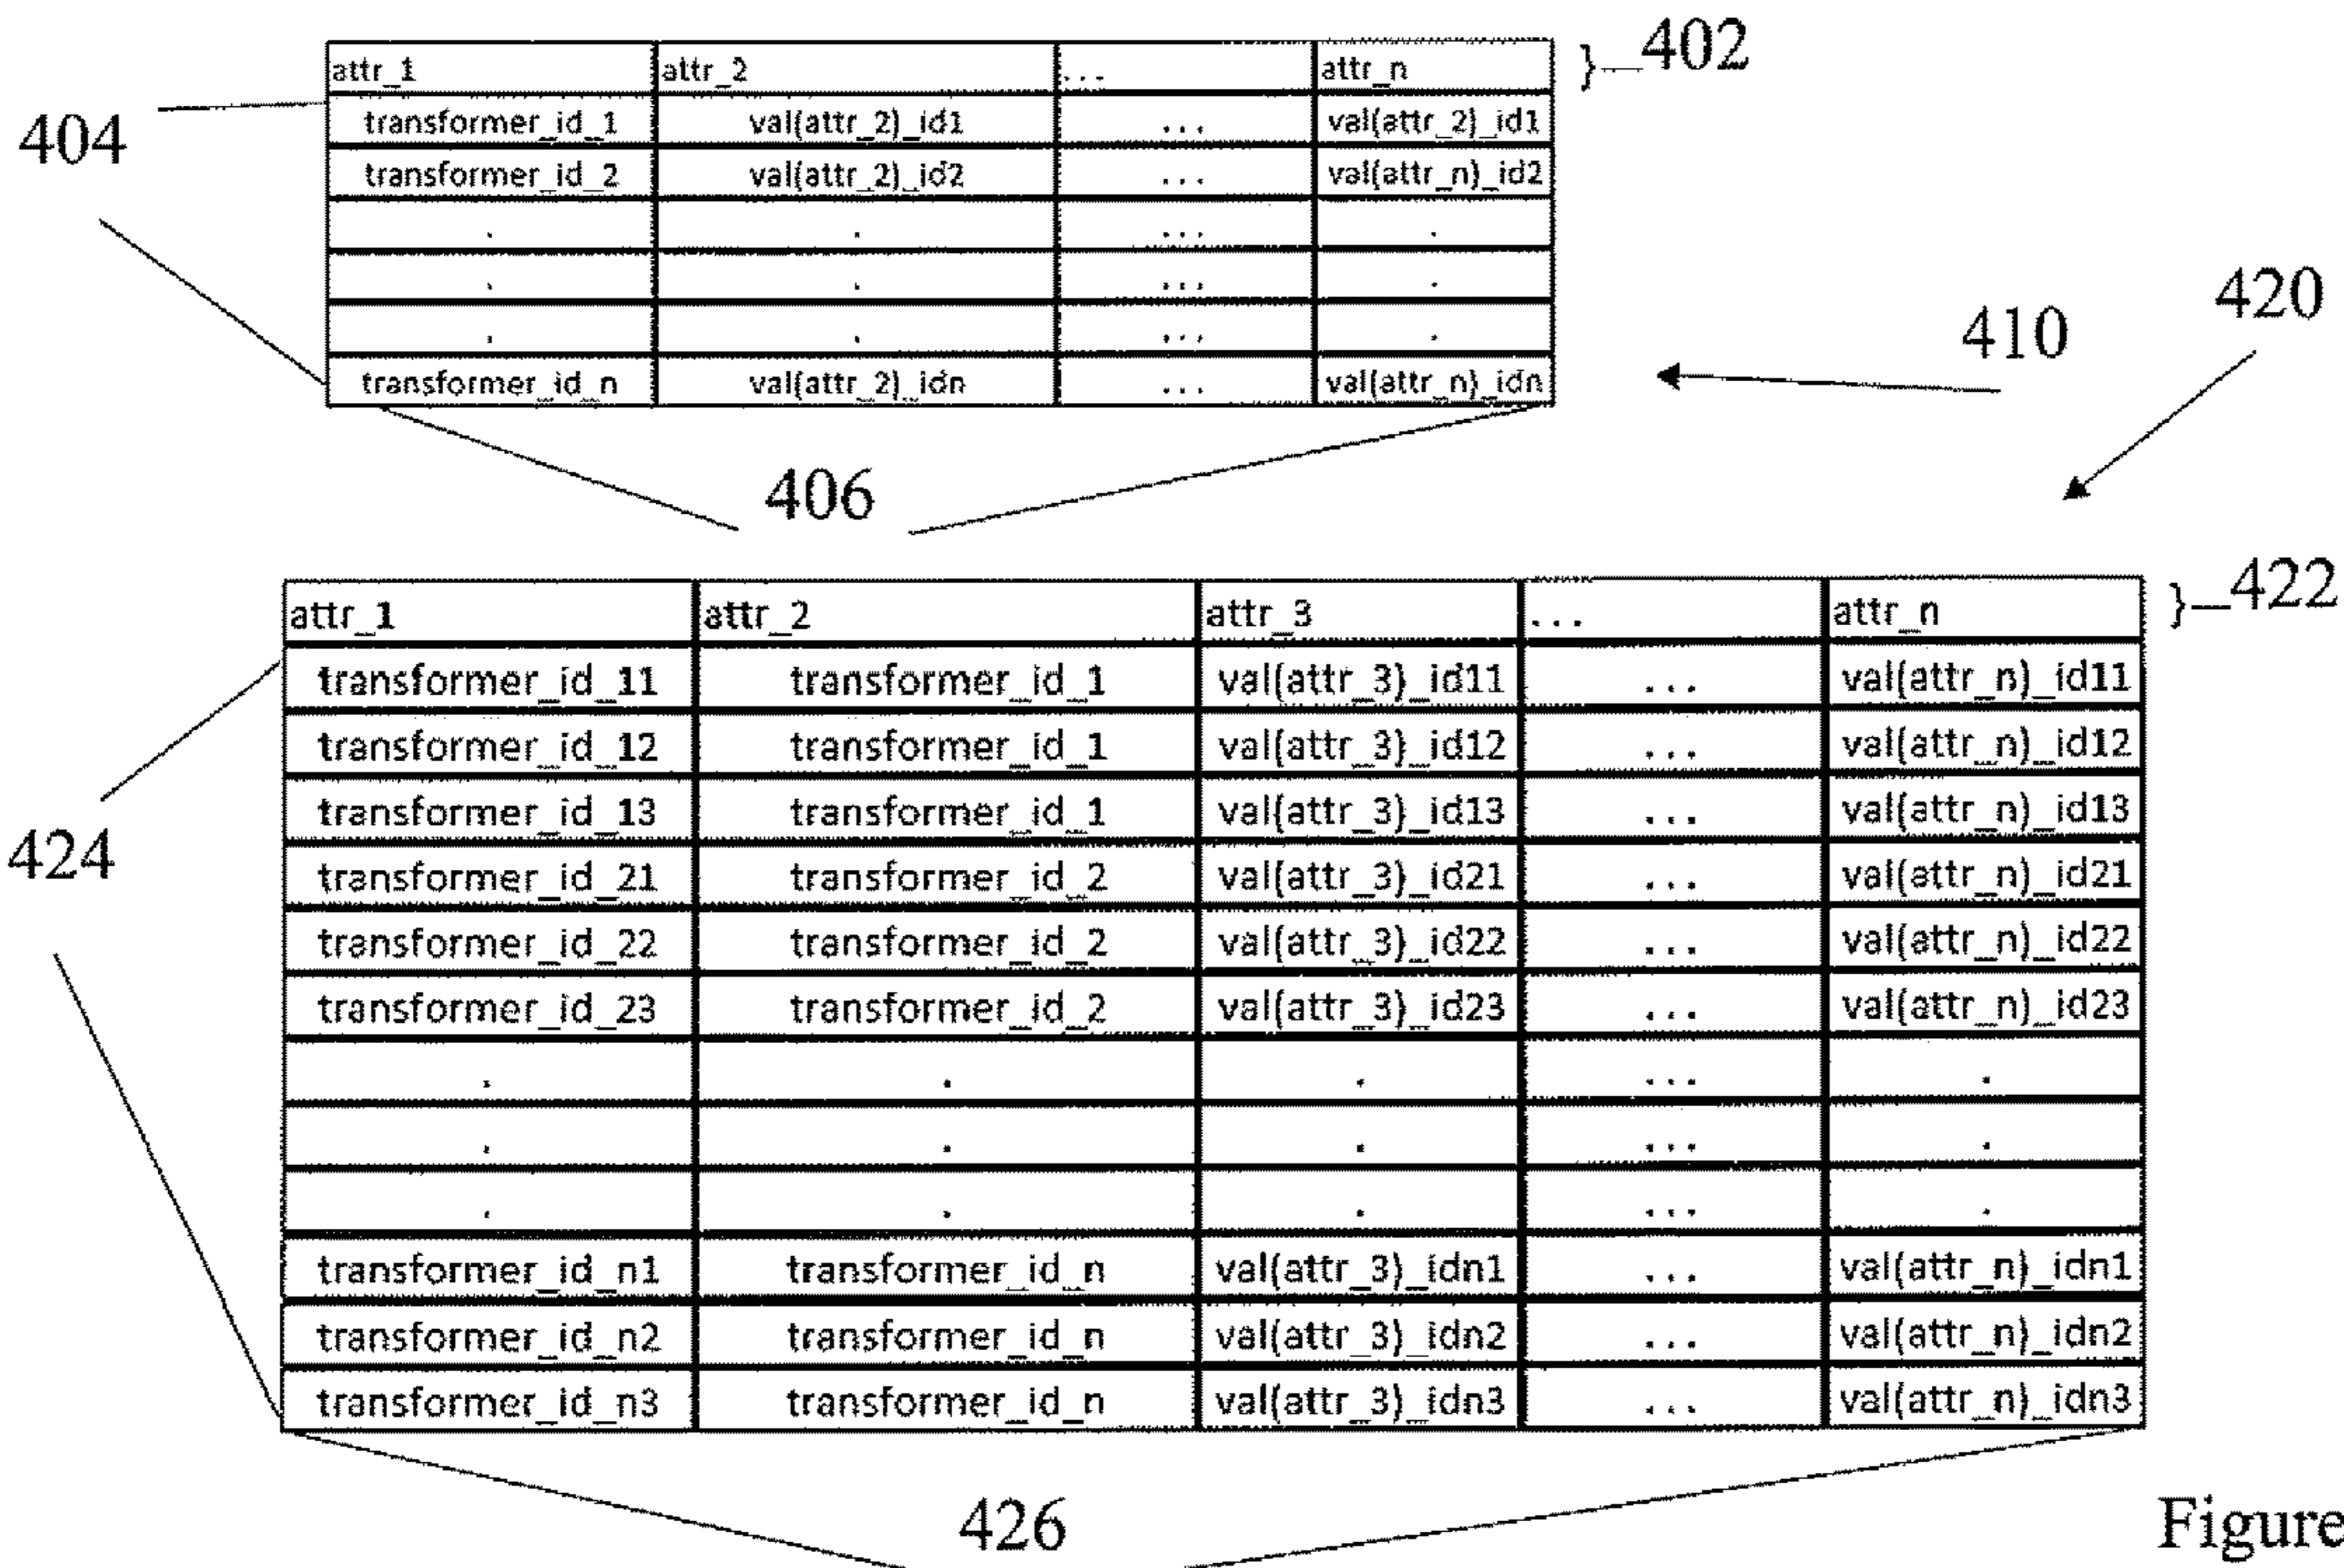 attr_1 attr_2 ... attr_n }—402
404
transformer_id_1 val(attr_2)_id1 ... val(attr_2)_id1
transformer_id_2 val(attr_2)_id2 ... val(attr_n)_id2
. . ... .
. . ... .
. . ... .
transformer_id_n val(attr_2)_idn ... val(attr_n)_idn
410
420
406
attr_1 attr_2 attr_3 ... attr_n }—422
transformer_id_11 transformer_id_1 val(attr_3)_id11 ... val(attr_n)_id11
transformer_id_12 transformer_id_1 val(attr_3)_id12 ... val(attr_n)_id12
transformer_id_13 transformer_id_1 val(attr_3)_id13 ... val(attr_n)_id13
424
transformer_id_21 transformer_id_2 val(attr_3)_id21 ... val(attr_n)_id21
transformer_id_22 transformer_id_2 val(attr_3)_id22 ... val(attr_n)_id22
transformer_id_23 transformer_id_2 val(attr_3)_id23 ... val(attr_n)_id23
. . . ... .
. . . ... .
. . . ... .
transformer_id_n1 transformer_id_n val(attr_3)_idn1 ... val(attr_n)_idn1
transformer_id_n2 transformer_id_n val(attr_3)_idn2 ... val(attr_n)_idn2
transformer_id_n3 transformer_id_n val(attr_3)_idn3 ... val(attr_n)_idn3
426
Figure